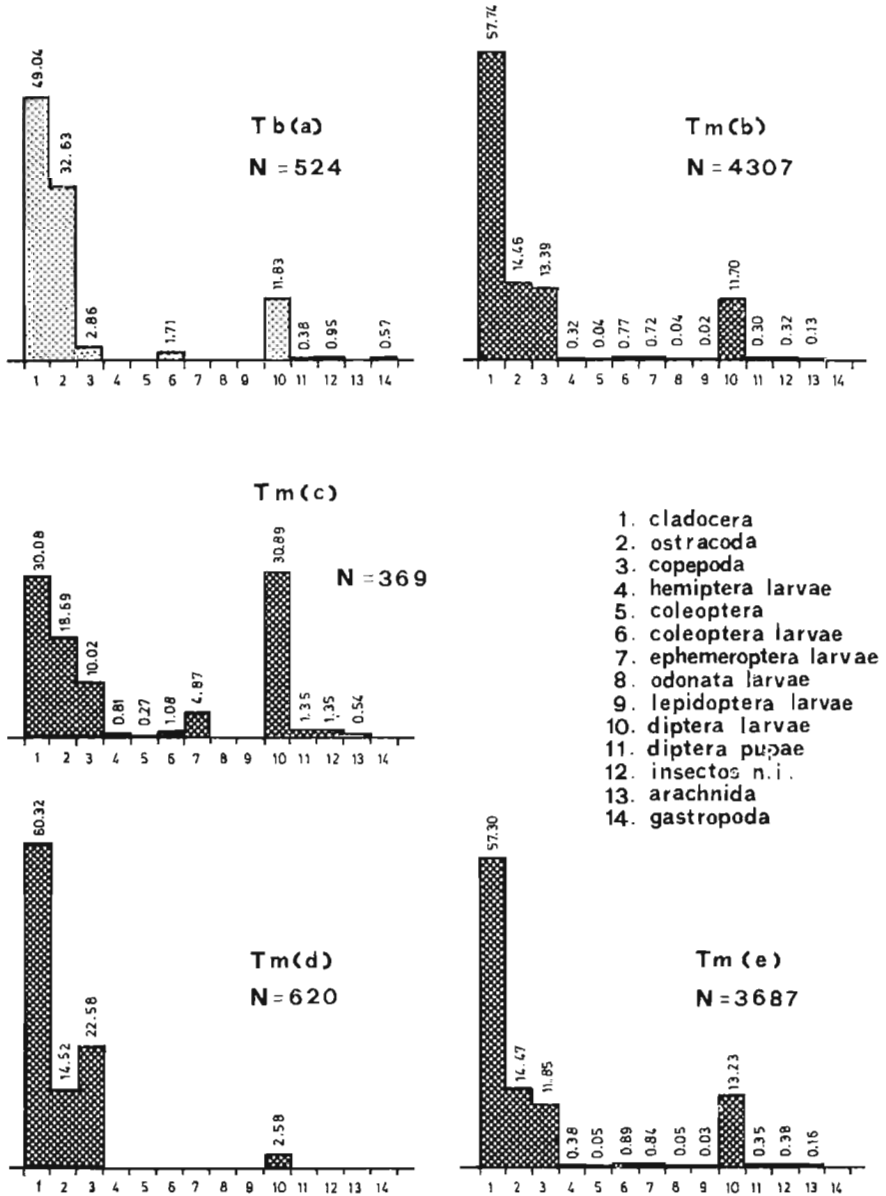 49.04
32.63
2.86
1.71
11.83
0.38
0.95
0.57
Tb(a)
N = 524
1 2 3 4 5 6 7 8 9 10 11 12 13 14
57.74
14.46
13.39
0.32
0.04
0.77
0.72
0.04
0.02
11.70
0.30
0.32
0.13
Tm(b)
N = 4307
1 2 3 4 5 6 7 8 9 10 11 12 13 14
Tm(c)
N = 369
30.08
18.69
10.02
0.81
0.27
1.08
4.87
30.89
1.35
1.35
0.54
1 2 3 4 5 6 7 8 9 10 11 12 13 14
1. cladocera
2. ostracoda
3. copepoda
4. hemiptera larvae
5. coleoptera
6. coleoptera larvae
7. ephemeroptera larvae
8. odonata larvae
9. lepidoptera larvae
10. diptera larvae
11. diptera pupae
12. insectos n.i.
13. arachnida
14. gastropoda
60.32
14.52
22.58
2.58
Tm(d)
N = 620
1 2 3 4 5 6 7 8 9 10 11 12 13 14
57.30
14.47
11.85
0.38
0.05
0.89
0.84
0.05
0.03
13.23
0.35
0.38
0.16
Tm (e)
N = 3687
1 2 3 4 5 6 7 8 9 10 11 12 13 14